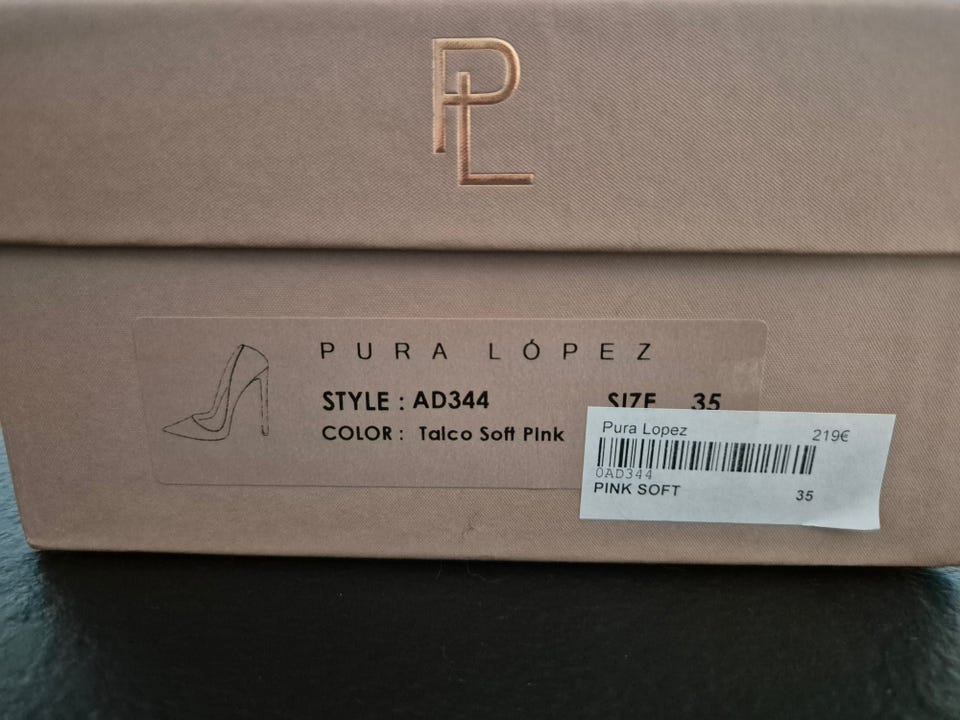 PL
PURA LÓPEZ
STYLE : AD344 SIZE 35
COLOR : Talco Soft Pink
Pura Lopez 219€
0AD344
PINK SOFT 35